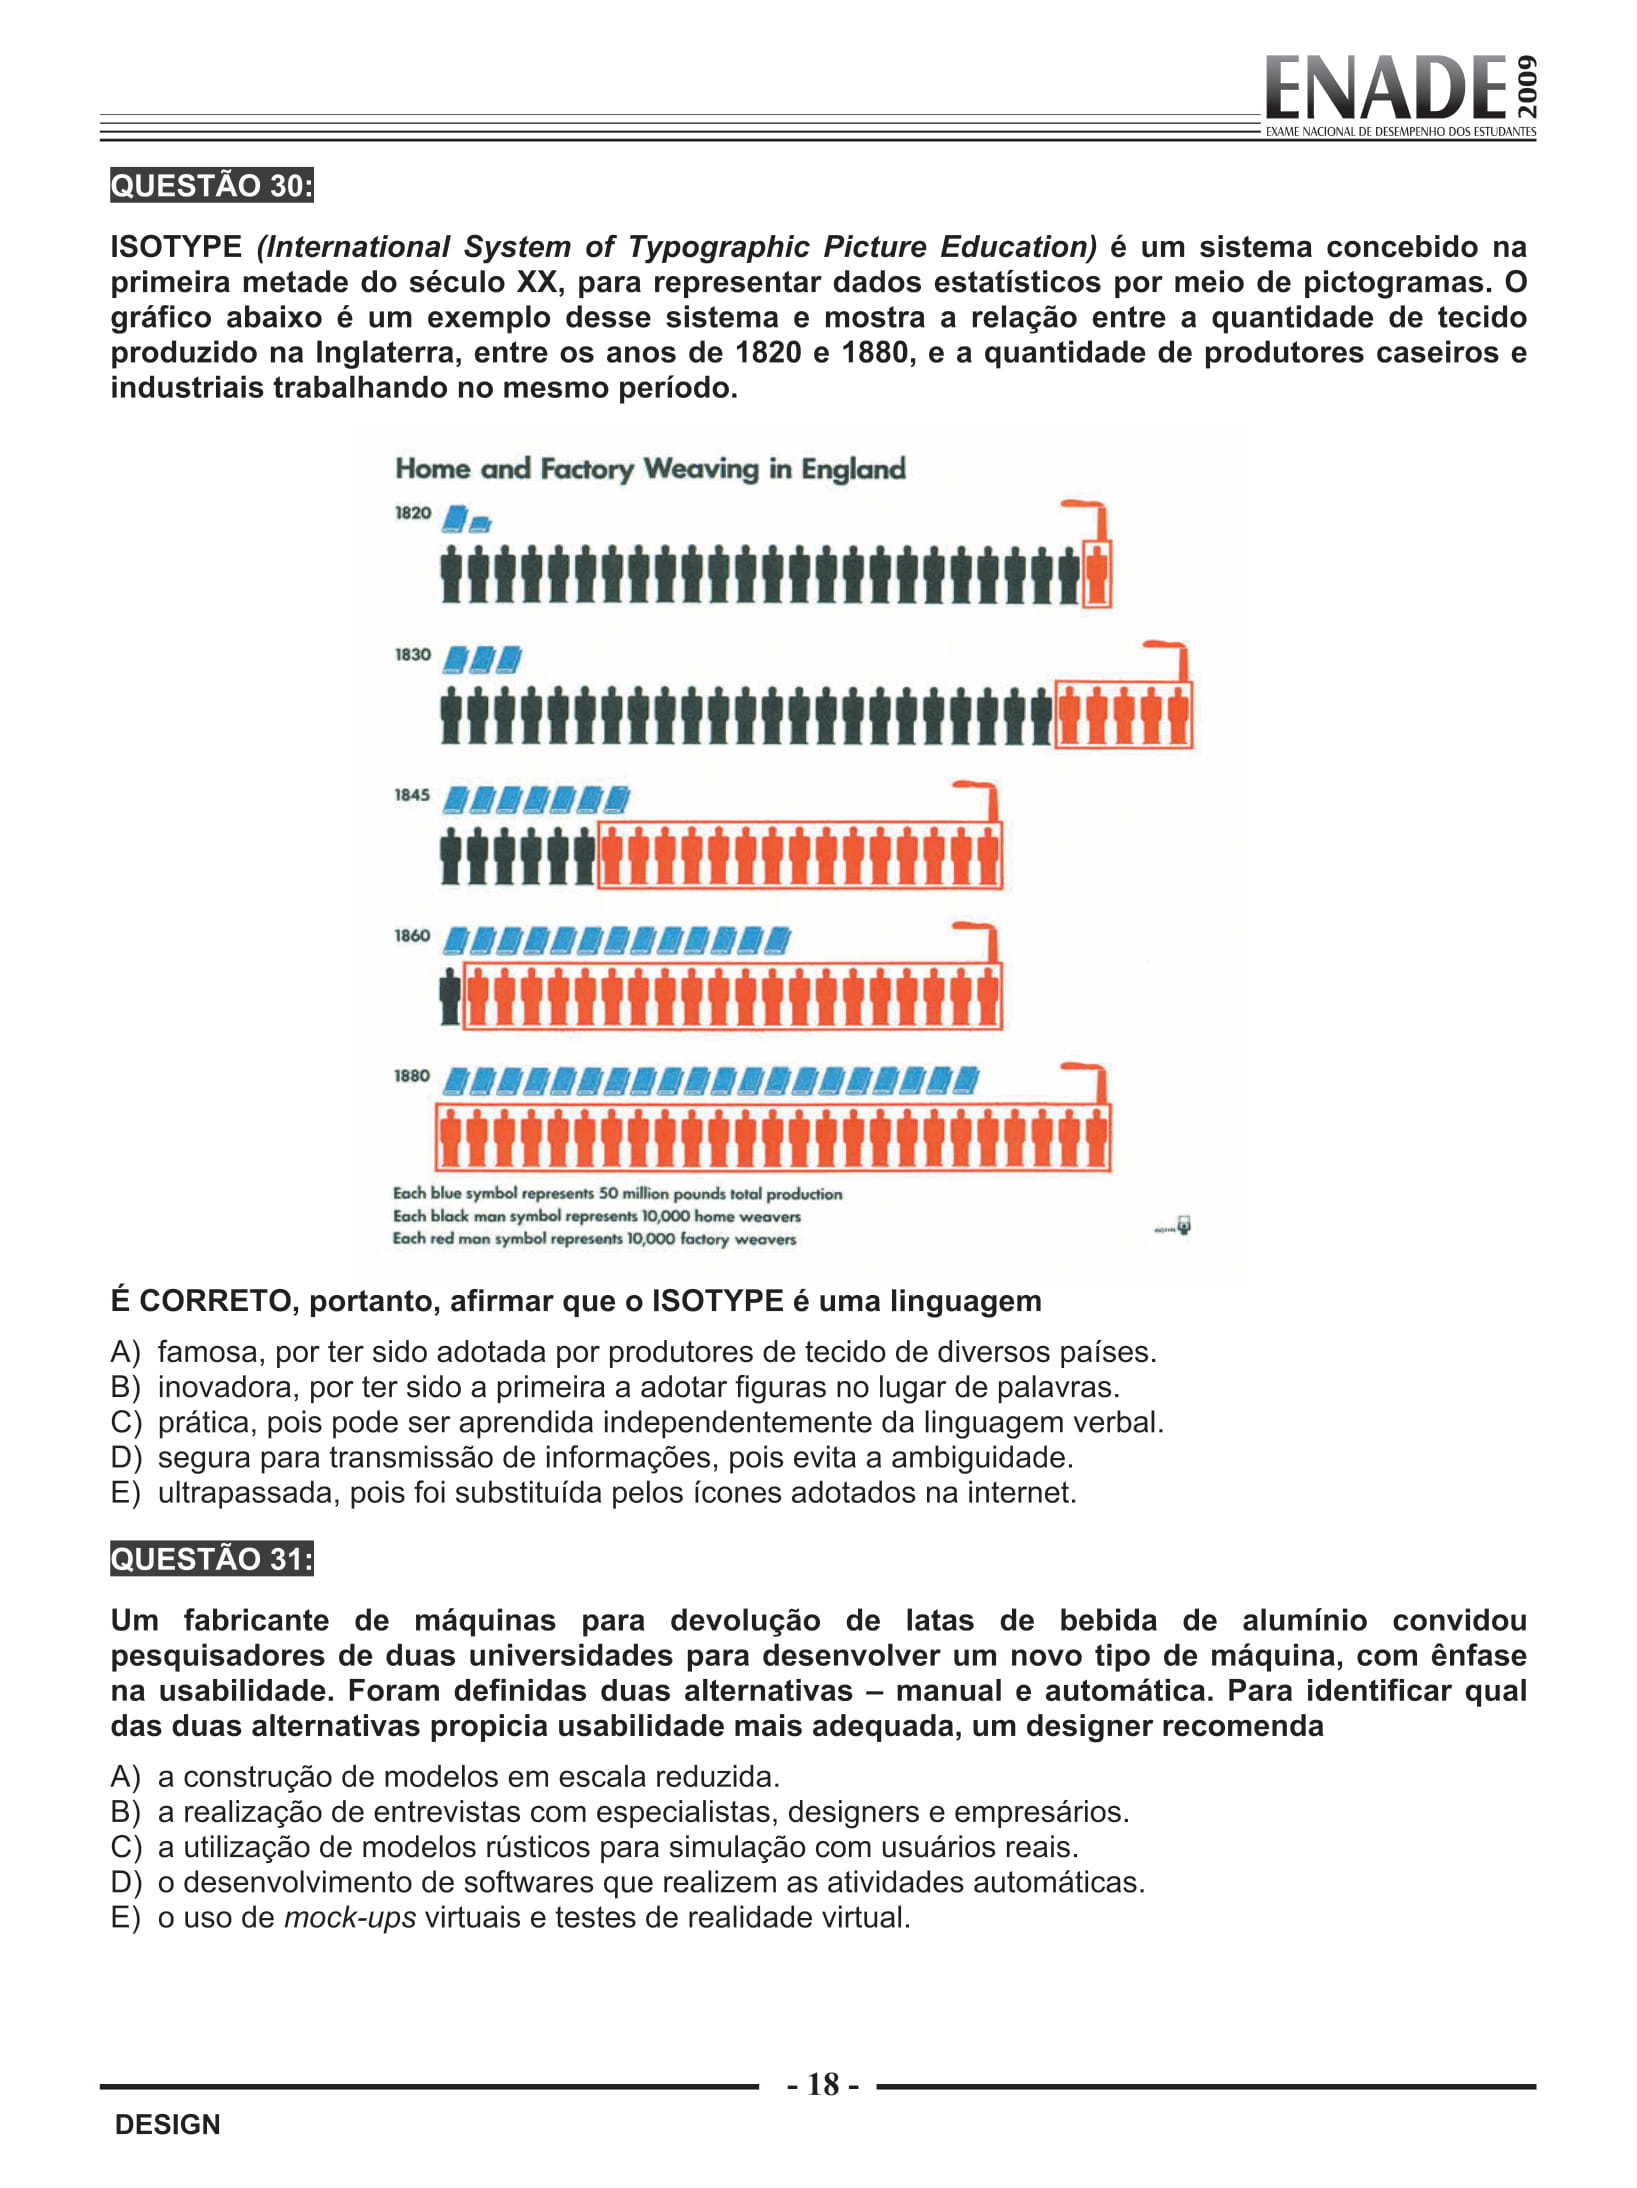 ENADE 2009
EXAME NACIONAL DE DESEMPENHO DOS ESTUDANTES
QUESTÃO 30:
ISOTYPE (International System of Typographic Picture Education) é um sistema concebido na
primeira metade do século XX, para representar dados estatísticos por meio de pictogramas. O
gráfico abaixo é um exemplo desse sistema e mostra a relação entre a quantidade de tecido
produzido na Inglaterra, entre os anos de 1820 e 1880, e a quantidade de produtores caseiros e
industriais trabalhando no mesmo período.
Home and Factory Weaving in England
1820
1830
1845
1860
1880
Each blue symbol represents 50 million pounds total production
Each black man symbol represents 10,000 home weavers
Each red man symbol represents 10,000 factory weavers
É CORRETO, portanto, afirmar que o ISOTYPE é uma linguagem
A) famosa, por ter sido adotada por produtores de tecido de diversos países.
B) inovadora, por ter sido a primeira a adotar figuras no lugar de palavras.
C) prática, pois pode ser aprendida independentemente da linguagem verbal.
D) segura para transmissão de informações, pois evita a ambiguidade.
E) ultrapassada, pois foi substituída pelos ícones adotados na internet.
QUESTÃO 31:
Um fabricante de máquinas para devolução de latas de bebida de alumínio convidou
pesquisadores de duas universidades para desenvolver um novo tipo de máquina, com ênfase
na usabilidade. Foram definidas duas alternativas – manual e automática. Para identificar qual
das duas alternativas propicia usabilidade mais adequada, um designer recomenda
A) a construção de modelos em escala reduzida.
B) a realização de entrevistas com especialistas, designers e empresários.
C) a utilização de modelos rústicos para simulação com usuários reais.
D) o desenvolvimento de softwares que realizem as atividades automáticas.
E) o uso de mock-ups virtuais e testes de realidade virtual.
- 18 -
DESIGN